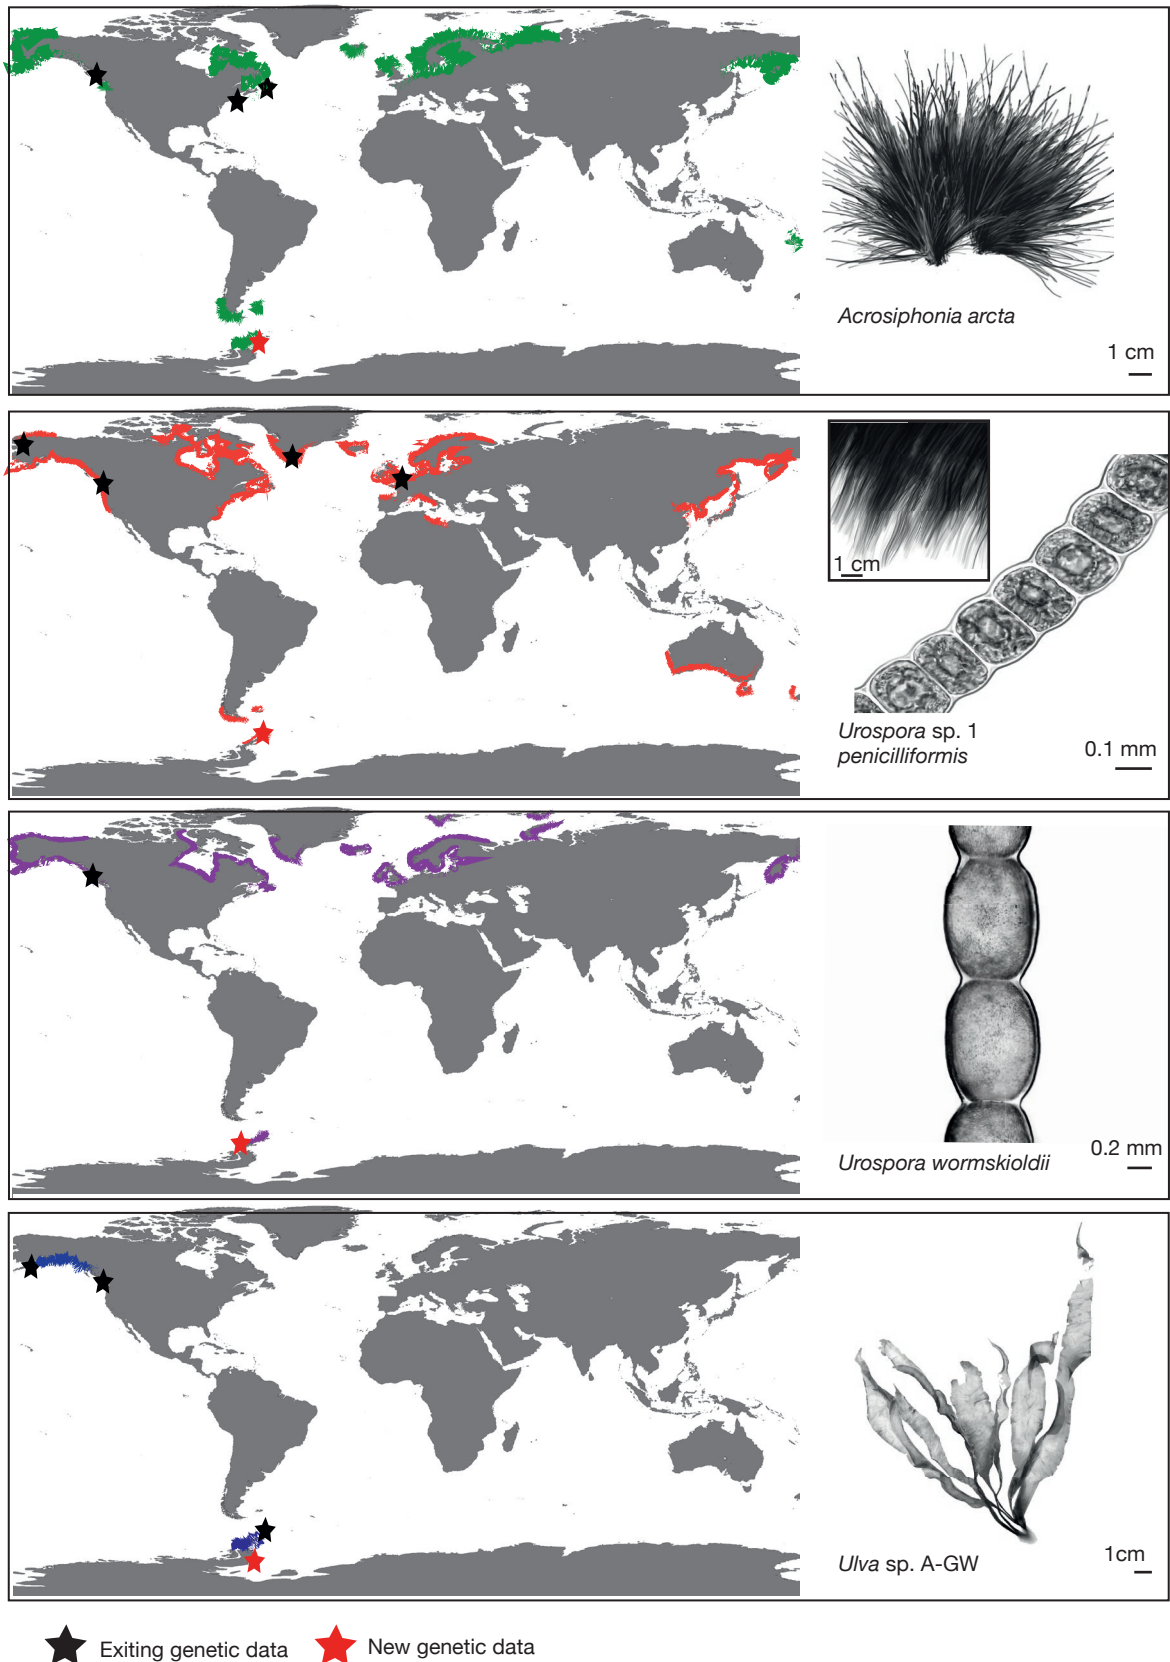 Acrosiphonia arcta
1 cm
1 cm
Urospora sp. 1
penicilliformis
0.1 mm
Urospora wormskioldii
0.2 mm
Ulva sp. A-GW
1cm
Exiting genetic data
New genetic data